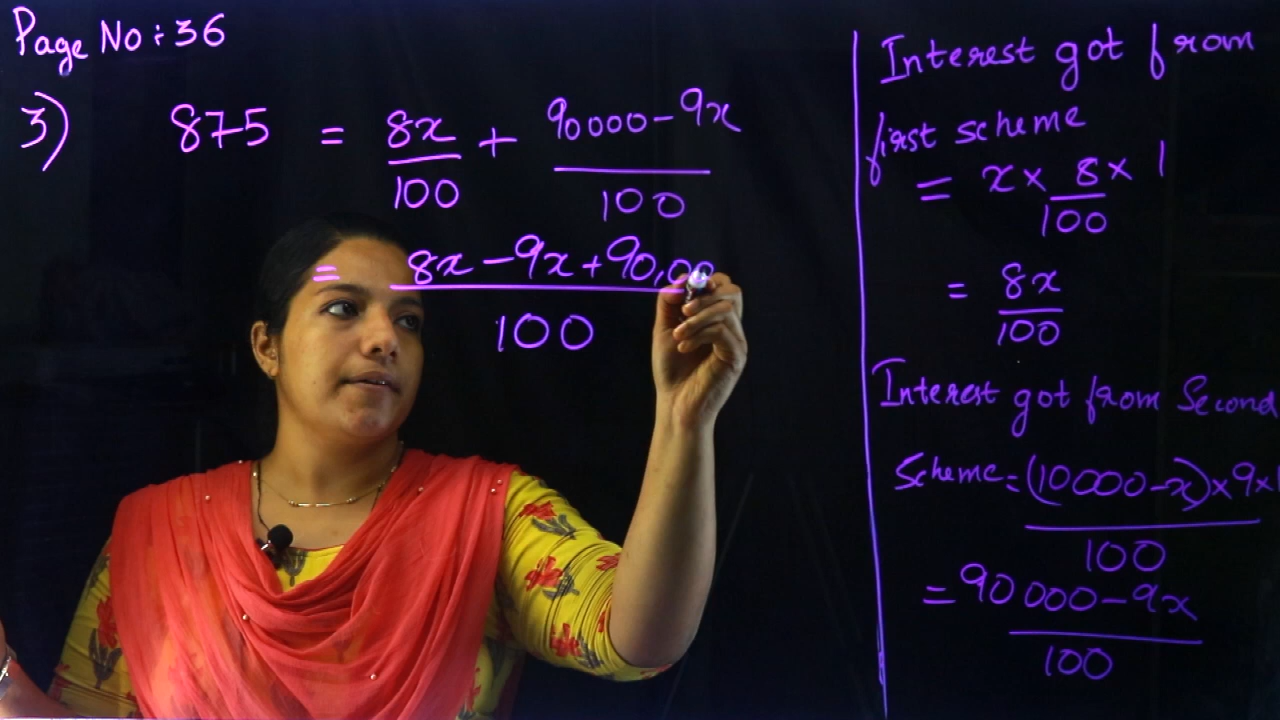 Page No : 36
3) 875 = 8x/100 + 90000 - 9x/100
= 8x - 9x + 90,00/100
Interest got from
first scheme
= x × 8/100 × 1
= 8x/100
Interest got from Second
Scheme = (10000 - x) × 9 × 1/100
= 90000 - 9x/100